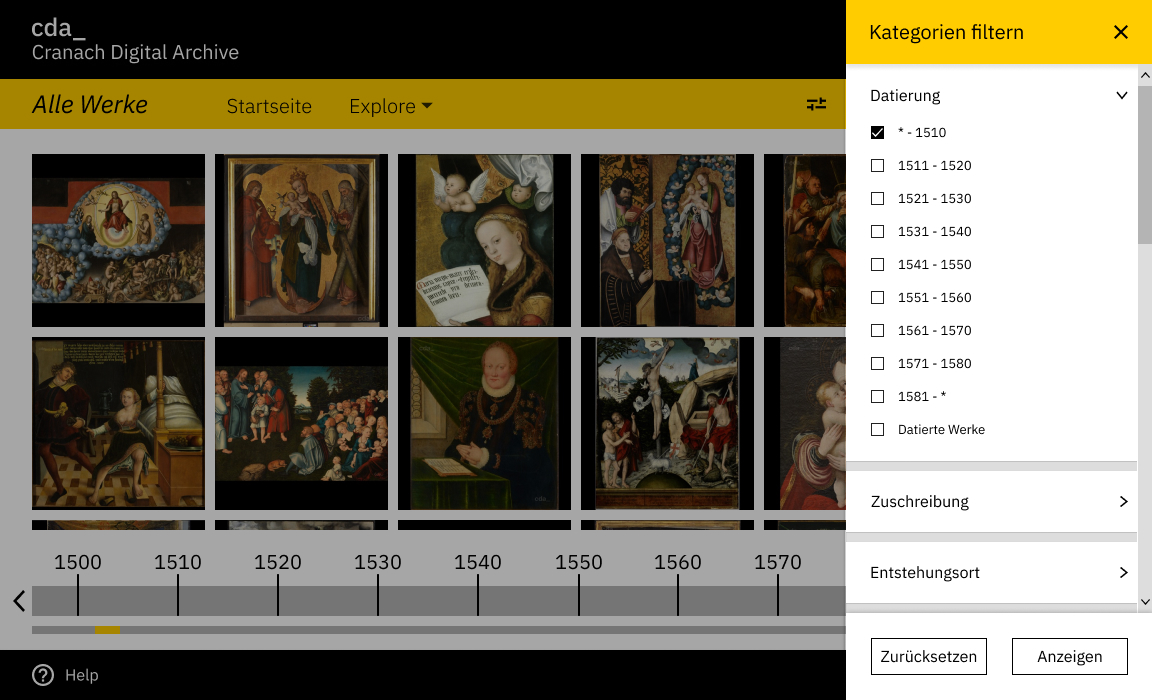 cda_
Cranach Digital Archive
Alle Werke
Startseite
Explore
1500
1510
1520
1530
1540
1550
1560
1570
Help
Kategorien filtern
Datierung
* - 1510
1511 - 1520
1521 - 1530
1531 - 1540
1541 - 1550
1551 - 1560
1561 - 1570
1571 - 1580
1581 - *
Datierte Werke
Zuschreibung
Entstehungsort
Zurücksetzen
Anzeigen